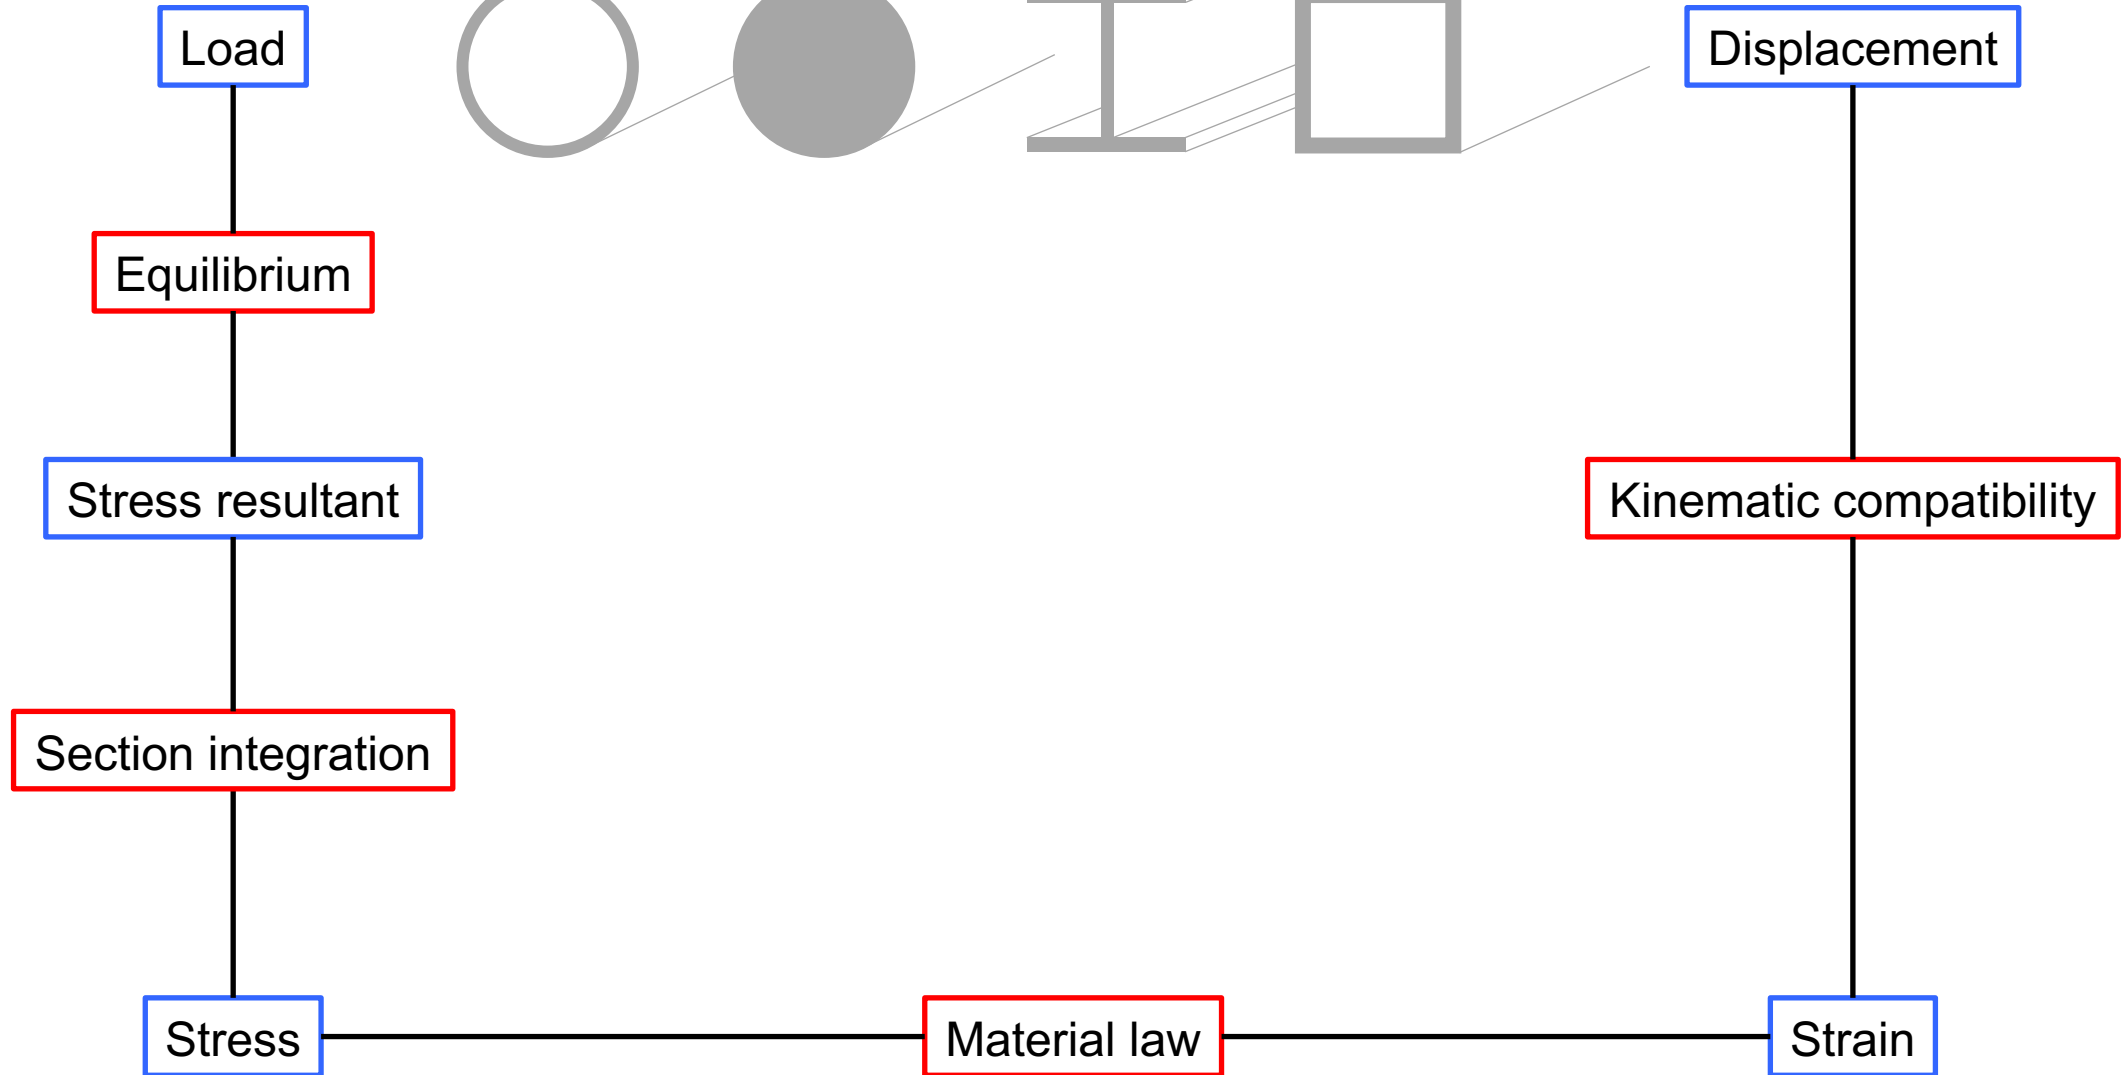 Load
Displacement
Equilibrium
Stress resultant
Kinematic compatibility
Section integration
Stress
Material law
Strain